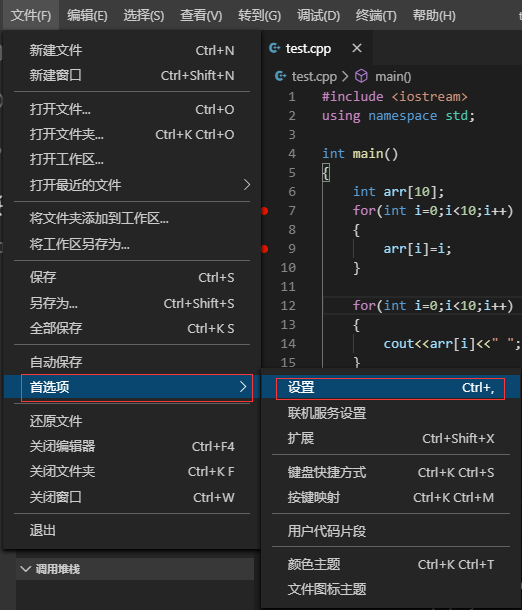 文件(F) 编辑(E) 选择(S) 查看(V) 转到(G) 调试(D) 终端(T) 帮助(H)
新建文件 Ctrl+N
新建窗口 Ctrl+Shift+N
打开文件... Ctrl+O
打开文件夹... Ctrl+K Ctrl+O
打开工作区...
打开最近的文件
将文件夹添加到工作区...
将工作区另存为...
保存 Ctrl+S
另存为... Ctrl+Shift+S
全部保存 Ctrl+K S
自动保存
首选项
还原文件
关闭编辑器 Ctrl+F4
关闭文件夹 Ctrl+K F
关闭窗口 Ctrl+W
退出
调用堆栈
test.cpp
test.cpp > main()
1 #include <iostream>
2 using namespace std;
3
4 int main()
5 {
6 int arr[10];
7 for(int i=0;i<10;i++)
8 {
9 arr[i]=i;
10 }
11
12 for(int i=0;i<10;i++)
13 {
14 cout<<arr[i]<<" ";
15 }
设置 Ctrl+,
联机服务设置
扩展 Ctrl+Shift+X
键盘快捷方式 Ctrl+K Ctrl+S
按键映射 Ctrl+K Ctrl+M
用户代码片段
颜色主题 Ctrl+K Ctrl+T
文件图标主题